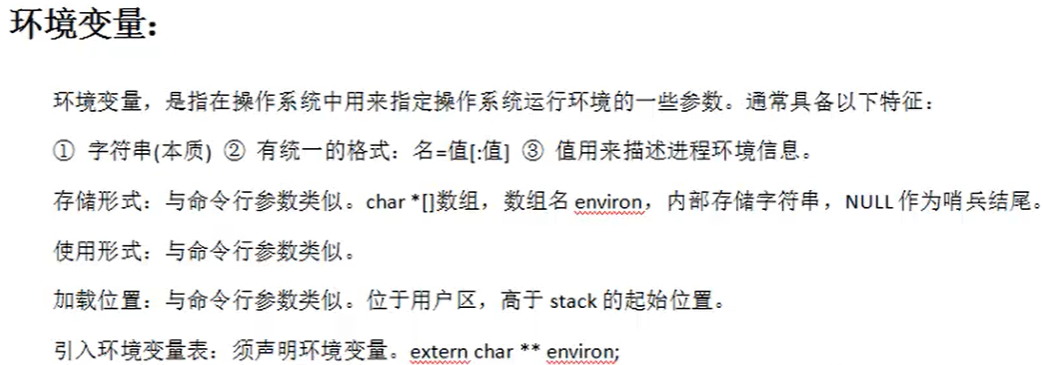 环境变量：
环境变量，是指在操作系统中用来指定操作系统运行环境的一些参数。通常具备以下特征：
① 字符串(本质) ② 有统一的格式：名=值[:值] ③ 值用来描述进程环境信息。
存储形式：与命令行参数类似。char *[]数组，数组名 environ，内部存储字符串，NULL 作为哨兵结尾。
使用形式：与命令行参数类似。
加载位置：与命令行参数类似。位于用户区，高于 stack 的起始位置。
引入环境变量表：须声明环境变量。extern char ** environ;